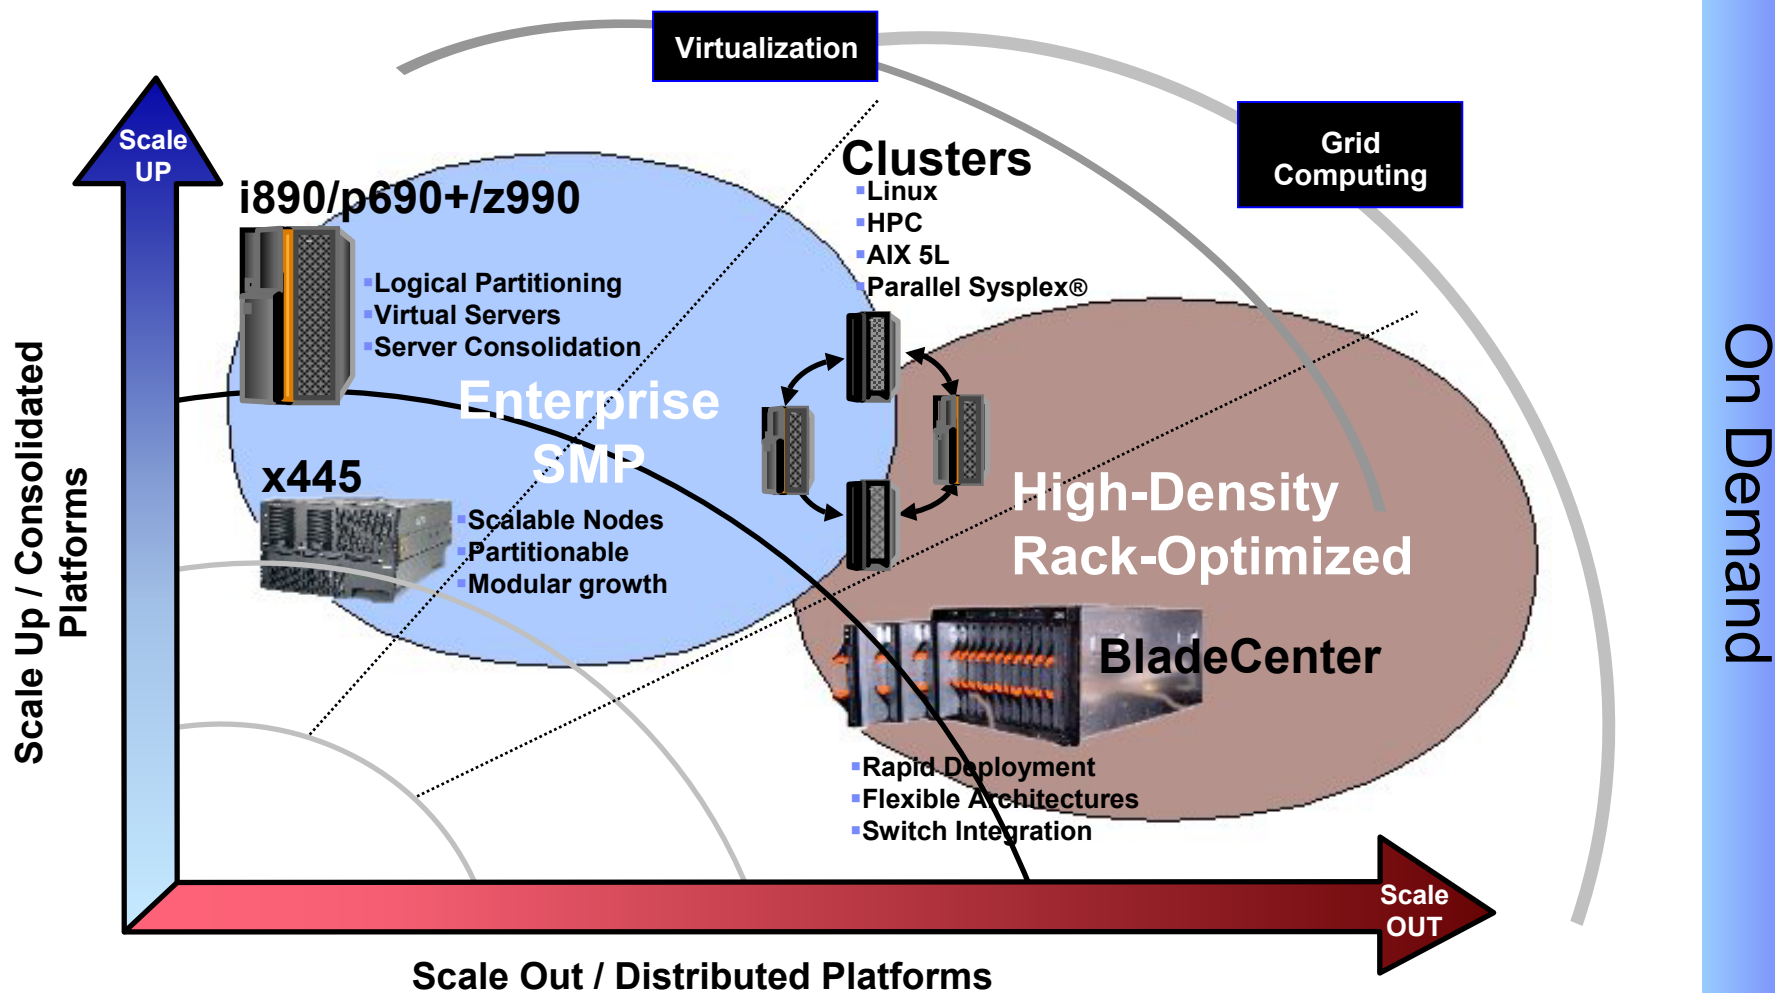 Virtualization
Grid
Computing
Scale
UP
Clusters
Linux
HPC
AIX 5L
Parallel Sysplex®
i890/p690+/z990
Logical Partitioning
Virtual Servers
Server Consolidation
Enterprise
SMP
x445
Scalable Nodes
Partitionable
Modular growth
High-Density
Rack-Optimized
BladeCenter
Rapid Deployment
Flexible Architectures
Switch Integration
Scale
OUT
Scale Up / Consolidated
Platforms
Scale Out / Distributed Platforms
On Demand